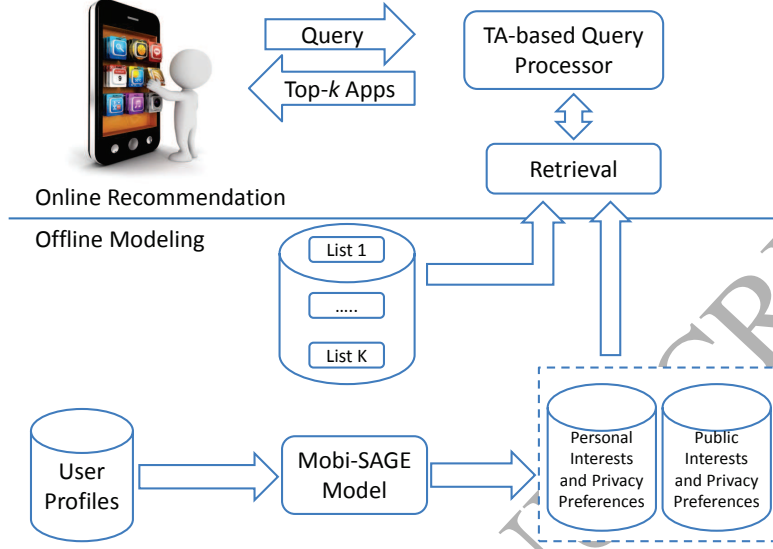 Query
Top-k Apps
TA-based Query
Processor
Retrieval
Online Recommendation
Offline Modeling
List 1
.....
List K
User
Profiles
Mobi-SAGE
Model
Personal
Interests
and Privacy
Preferences
Public
Interests
and Privacy
Preferences